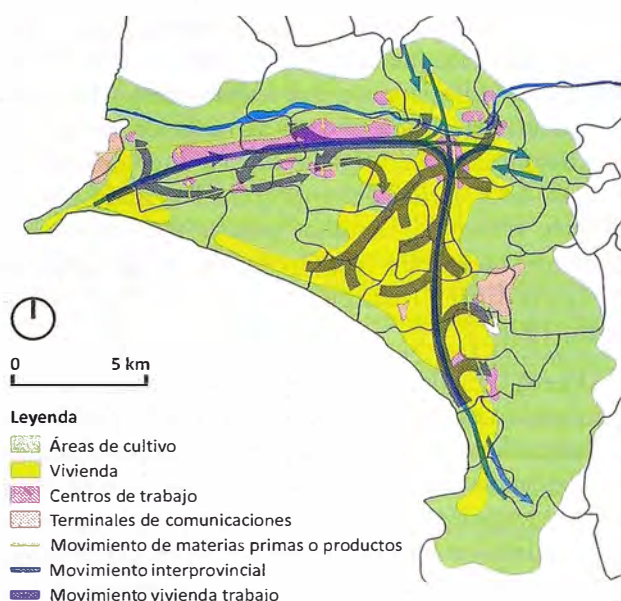 0 5 km
Leyenda
Áreas de cultivo
Vivienda
Centros de trabajo
Terminales de comunicaciones
Movimiento de materias primas o productos
Movimiento interprovincial
Movimiento vivienda trabajo